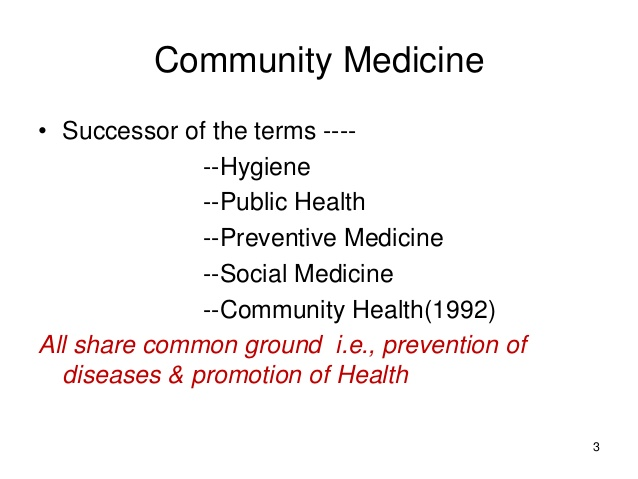 Community Medicine
• Successor of the terms ----
--Hygiene
--Public Health
--Preventive Medicine
--Social Medicine
--Community Health(1992)
All share common ground i.e., prevention of
diseases & promotion of Health
3